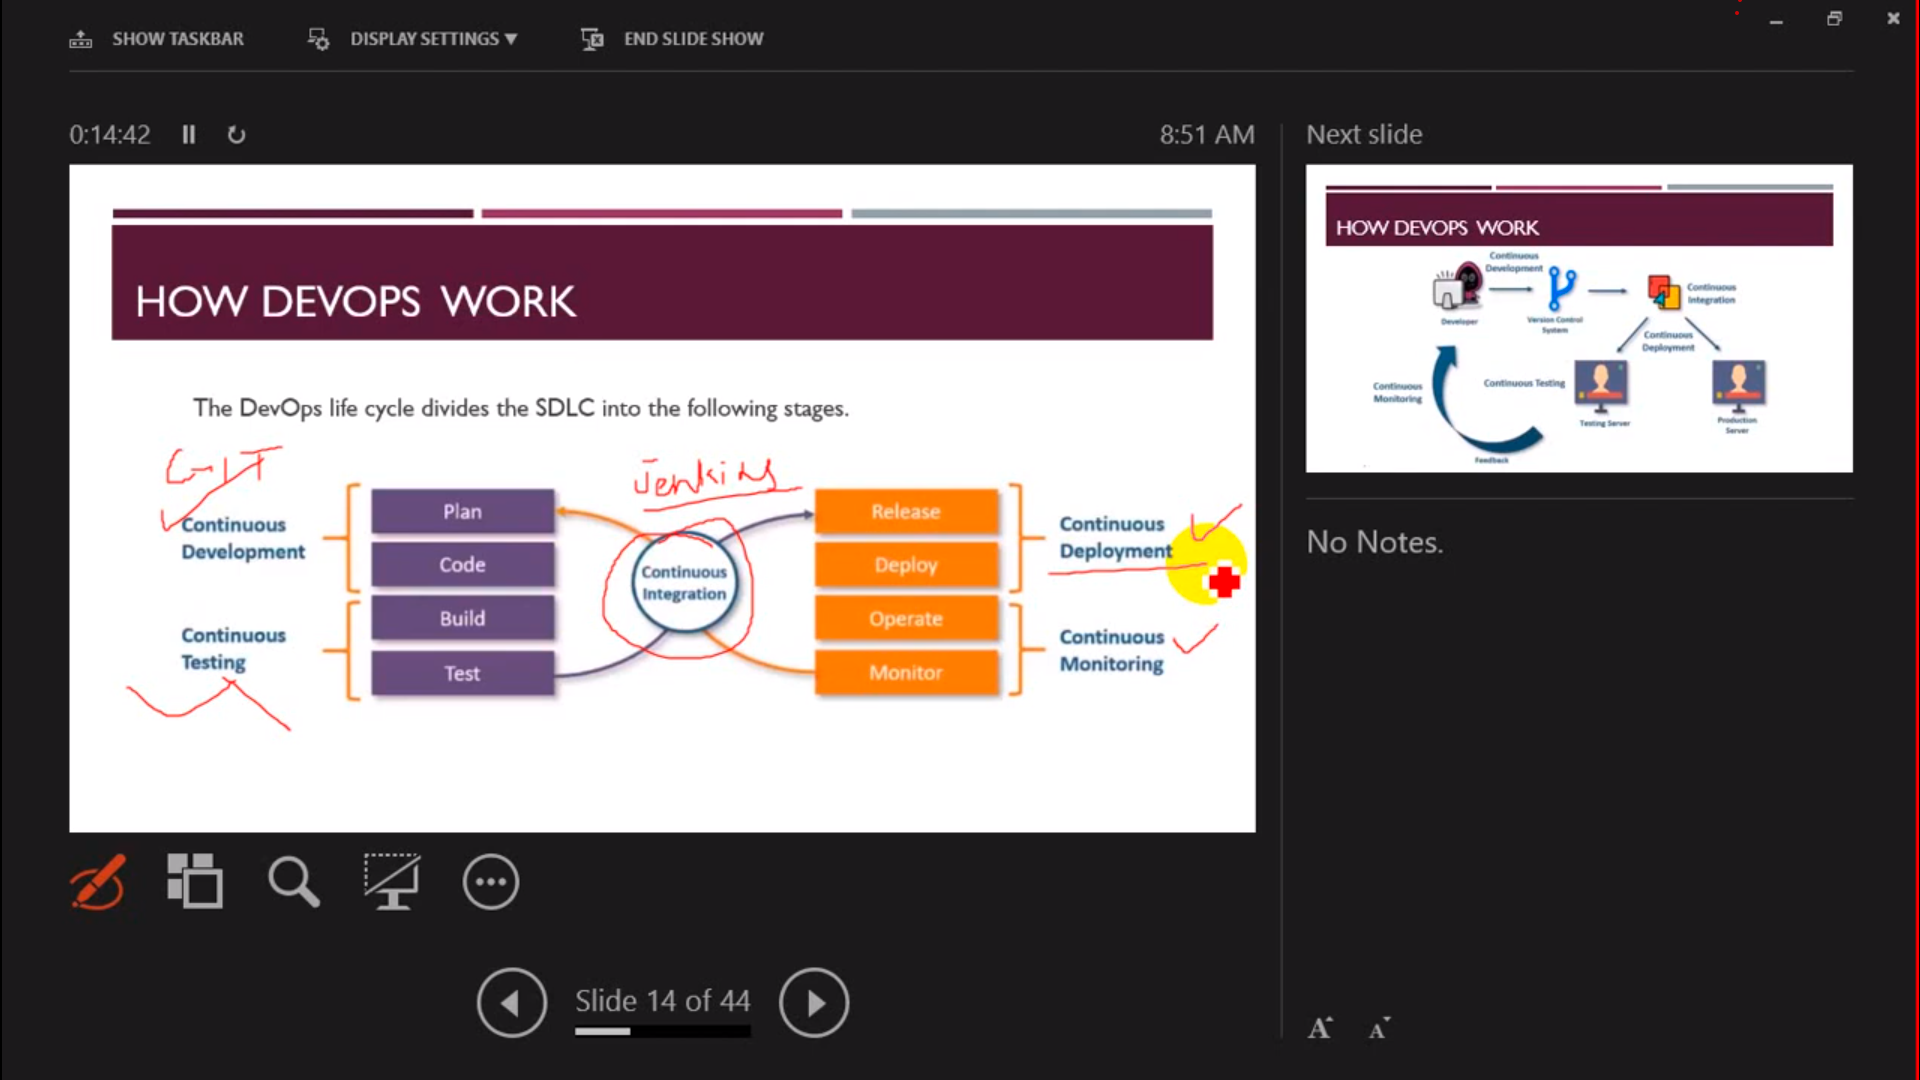 SHOW TASKBAR
DISPLAY SETTINGS ▼
END SLIDE SHOW
0:14:42
8:51 AM
HOW DEVOPS WORK
The DevOps life cycle divides the SDLC into the following stages.
GIT
Jenkins
Continuous
Development
Plan
Code
Continuous
Testing
Build
Test
Continuous
Integration
Release
Deploy
Continuous
Deployment
Operate
Monitor
Continuous
Monitoring
Slide 14 of 44
Next slide
HOW DEVOPS WORK
Continuous
Development
Developer
Version Control
System
Continuous
Integration
Continuous
Deployment
Continuous
Monitoring
Continuous Testing
Testing Server
Production
Server
Feedback
No Notes.
A
A